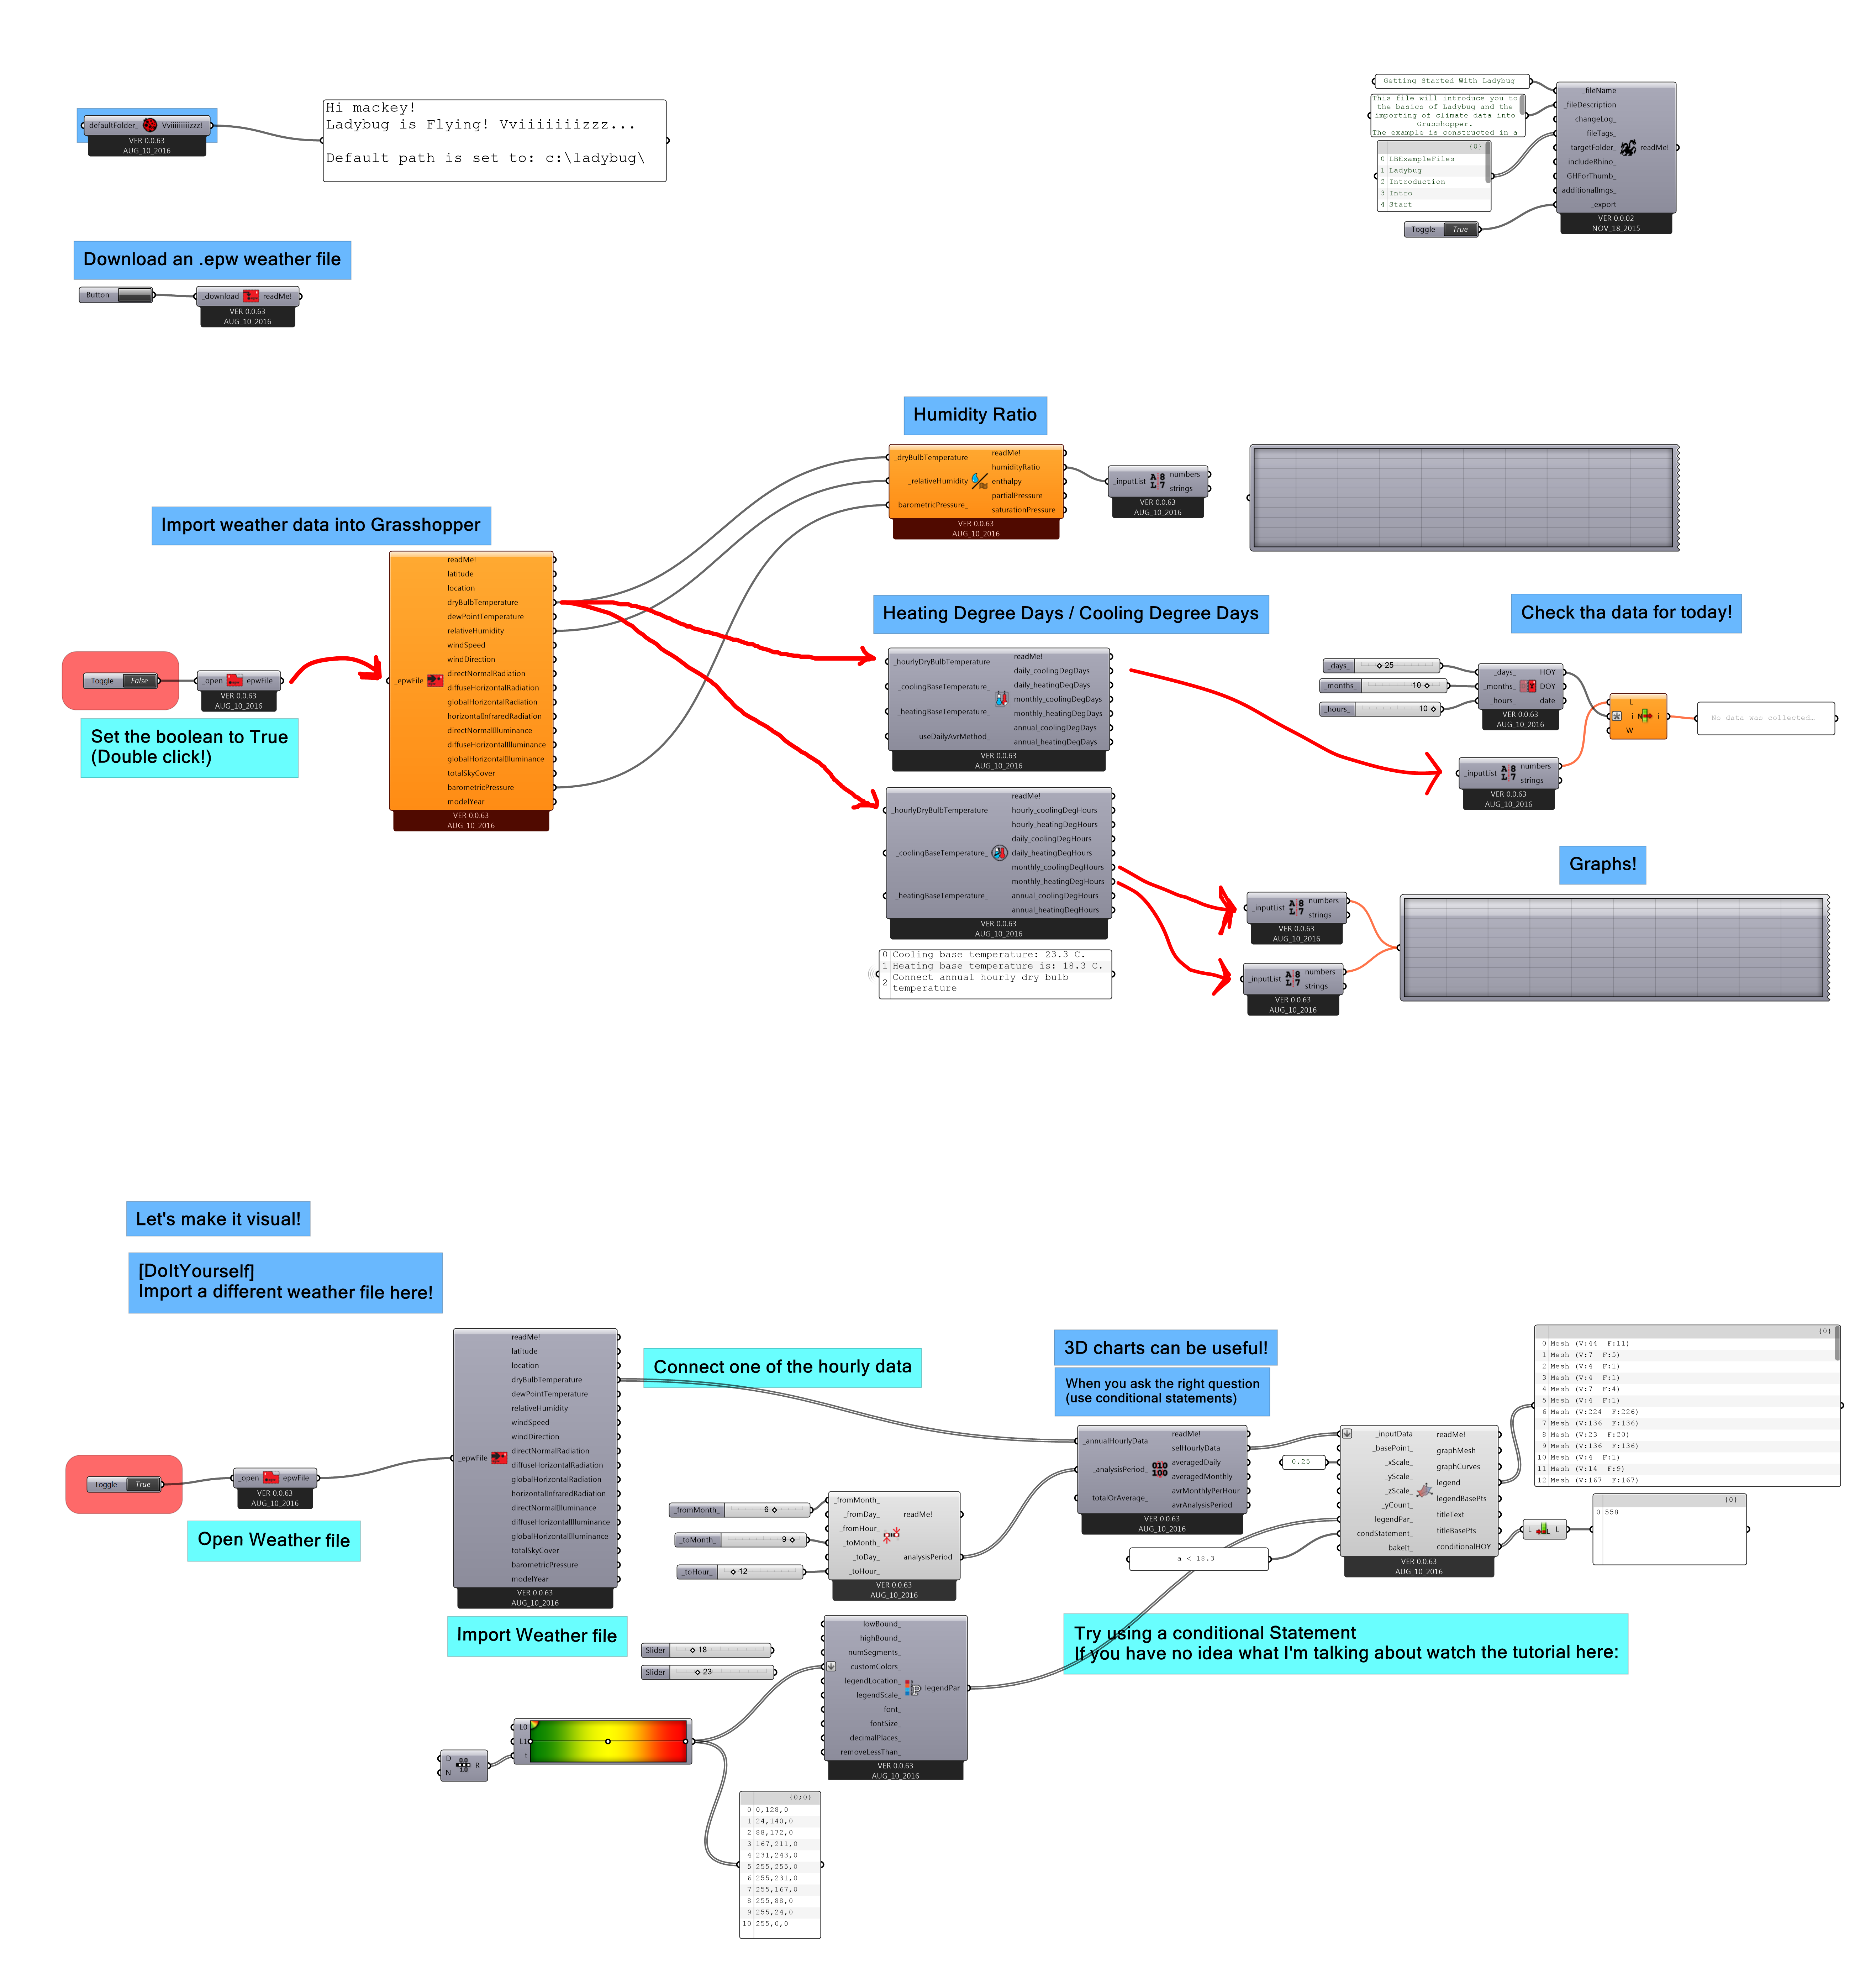 defaultFolder_ Vviiiiiiiizzz!
VER 0.0.63
AUG_10_2016
Hi mackey!
Ladybug is Flying! Vviiiiiiizzz...
Default path is set to: c:\ladybug\
Getting Started With Ladybug
This file will introduce you to
the basics of Ladybug and the
importing of climate data into
Grasshopper.
The example is constructed in a
{0}
0 LBExampleFiles
1 Ladybug
2 Introduction
3 Intro
4 Start
Toggle True
_fileName
_fileDescription
changeLog_
fileTags_
targetFolder_ readMe!
includeRhino_
GHForThumb_
additionalImgs_
_export
VER 0.0.02
NOV_18_2015
Download an .epw weather file
Button
_download readMe!
VER 0.0.63
AUG_10_2016
Humidity Ratio
_dryBulbTemperature
_relativeHumidity
barometricPressure_
readMe!
humidityRatio
enthalpy
partialPressure
saturationPressure
VER 0.0.63
AUG_10_2016
_inputList numbers
strings
VER 0.0.63
AUG_10_2016
Import weather data into Grasshopper
Toggle False
_open epwFile
VER 0.0.63
AUG_10_2016
Set the boolean to True
(Double click!)
_epwFile
readMe!
latitude
location
dryBulbTemperature
dewPointTemperature
relativeHumidity
windSpeed
windDirection
directNormalRadiation
diffuseHorizontalRadiation
globalHorizontalRadiation
horizontalInfraredRadiation
directNormalIlluminance
diffuseHorizontalIlluminance
globalHorizontalIlluminance
totalSkyCover
barometricPressure
modelYear
VER 0.0.63
AUG_10_2016
Heating Degree Days / Cooling Degree Days
_hourlyDryBulbTemperature
_coolingBaseTemperature_
_heatingBaseTemperature_
useDailyAvrMethod_
readMe!
daily_coolingDegDays
daily_heatingDegDays
monthly_coolingDegDays
monthly_heatingDegDays
annual_coolingDegDays
annual_heatingDegDays
VER 0.0.63
AUG_10_2016
_hourlyDryBulbTemperature
_coolingBaseTemperature_
_heatingBaseTemperature_
readMe!
hourly_coolingDegHours
hourly_heatingDegHours
daily_coolingDegHours
daily_heatingDegHours
monthly_coolingDegHours
monthly_heatingDegHours
annual_coolingDegHours
annual_heatingDegHours
VER 0.0.63
AUG_10_2016
0 Cooling base temperature: 23.3 C.
1 Heating base temperature is: 18.3 C.
2 Connect annual hourly dry bulb
temperature
Check tha data for today!
_days_ 25
_months_ 10
_hours_ 10
_days_ HOY
_months_ DOY
_hours_ date
VER 0.0.63
AUG_10_2016
L
i N i
W
No data was collected…
_inputList numbers
strings
VER 0.0.63
AUG_10_2016
Graphs!
_inputList numbers
strings
VER 0.0.63
AUG_10_2016
_inputList numbers
strings
VER 0.0.63
AUG_10_2016
Let's make it visual!
[DoItYourself]
Import a different weather file here!
Toggle True
_open epwFile
VER 0.0.63
AUG_10_2016
Open Weather file
_epwFile
readMe!
latitude
location
dryBulbTemperature
dewPointTemperature
relativeHumidity
windSpeed
windDirection
directNormalRadiation
diffuseHorizontalRadiation
globalHorizontalRadiation
horizontalInfraredRadiation
directNormalIlluminance
diffuseHorizontalIlluminance
globalHorizontalIlluminance
totalSkyCover
barometricPressure
modelYear
VER 0.0.63
AUG_10_2016
Import Weather file
Connect one of the hourly data
_fromMonth_ 6
_toMonth_ 9
_toHour_ 12
_fromMonth_
_fromDay_
_fromHour_
_toMonth_
_toDay_
_toHour_
readMe!
analysisPeriod
VER 0.0.63
AUG_10_2016
3D charts can be useful!
When you ask the right question
(use conditional statements)
_annualHourlyData
_analysisPeriod_
totalOrAverage_
readMe!
selHourlyData
averagedDaily
averagedMonthly
avrMonthlyPerHour
avrAnalysisPeriod
VER 0.0.63
AUG_10_2016
0.25
a < 18.3
_inputData
_basePoint_
_xScale_
_yScale_
_zScale_
_yCount_
legendPar_
condStatement_
bakeIt_
readMe!
graphMesh
graphCurves
legend
legendBasePts
titleText
titleBasePts
conditionalHOY
VER 0.0.63
AUG_10_2016
{0}
0 Mesh (V:44 F:11)
1 Mesh (V:7 F:5)
2 Mesh (V:4 F:1)
3 Mesh (V:4 F:1)
4 Mesh (V:7 F:4)
5 Mesh (V:4 F:1)
6 Mesh (V:224 F:226)
7 Mesh (V:136 F:136)
8 Mesh (V:23 F:20)
9 Mesh (V:136 F:136)
10 Mesh (V:4 F:1)
11 Mesh (V:14 F:9)
12 Mesh (V:167 F:167)
L L
{0}
0 550
Try using a conditional Statement
If you have no idea what I'm talking about watch the tutorial here:
Slider 18
Slider 23
lowBound_
highBound_
numSegments_
customColors_
legendLocation_
legendScale_
font_
fontSize_
decimalPlaces_
removeLessThan_
legendPar
VER 0.0.63
AUG_10_2016
D
N
R
L0
L1
t
{0;0}
0 0,128,0
1 24,140,0
2 88,172,0
3 167,211,0
4 231,243,0
5 255,255,0
6 255,231,0
7 255,167,0
8 255,88,0
9 255,24,0
10 255,0,0